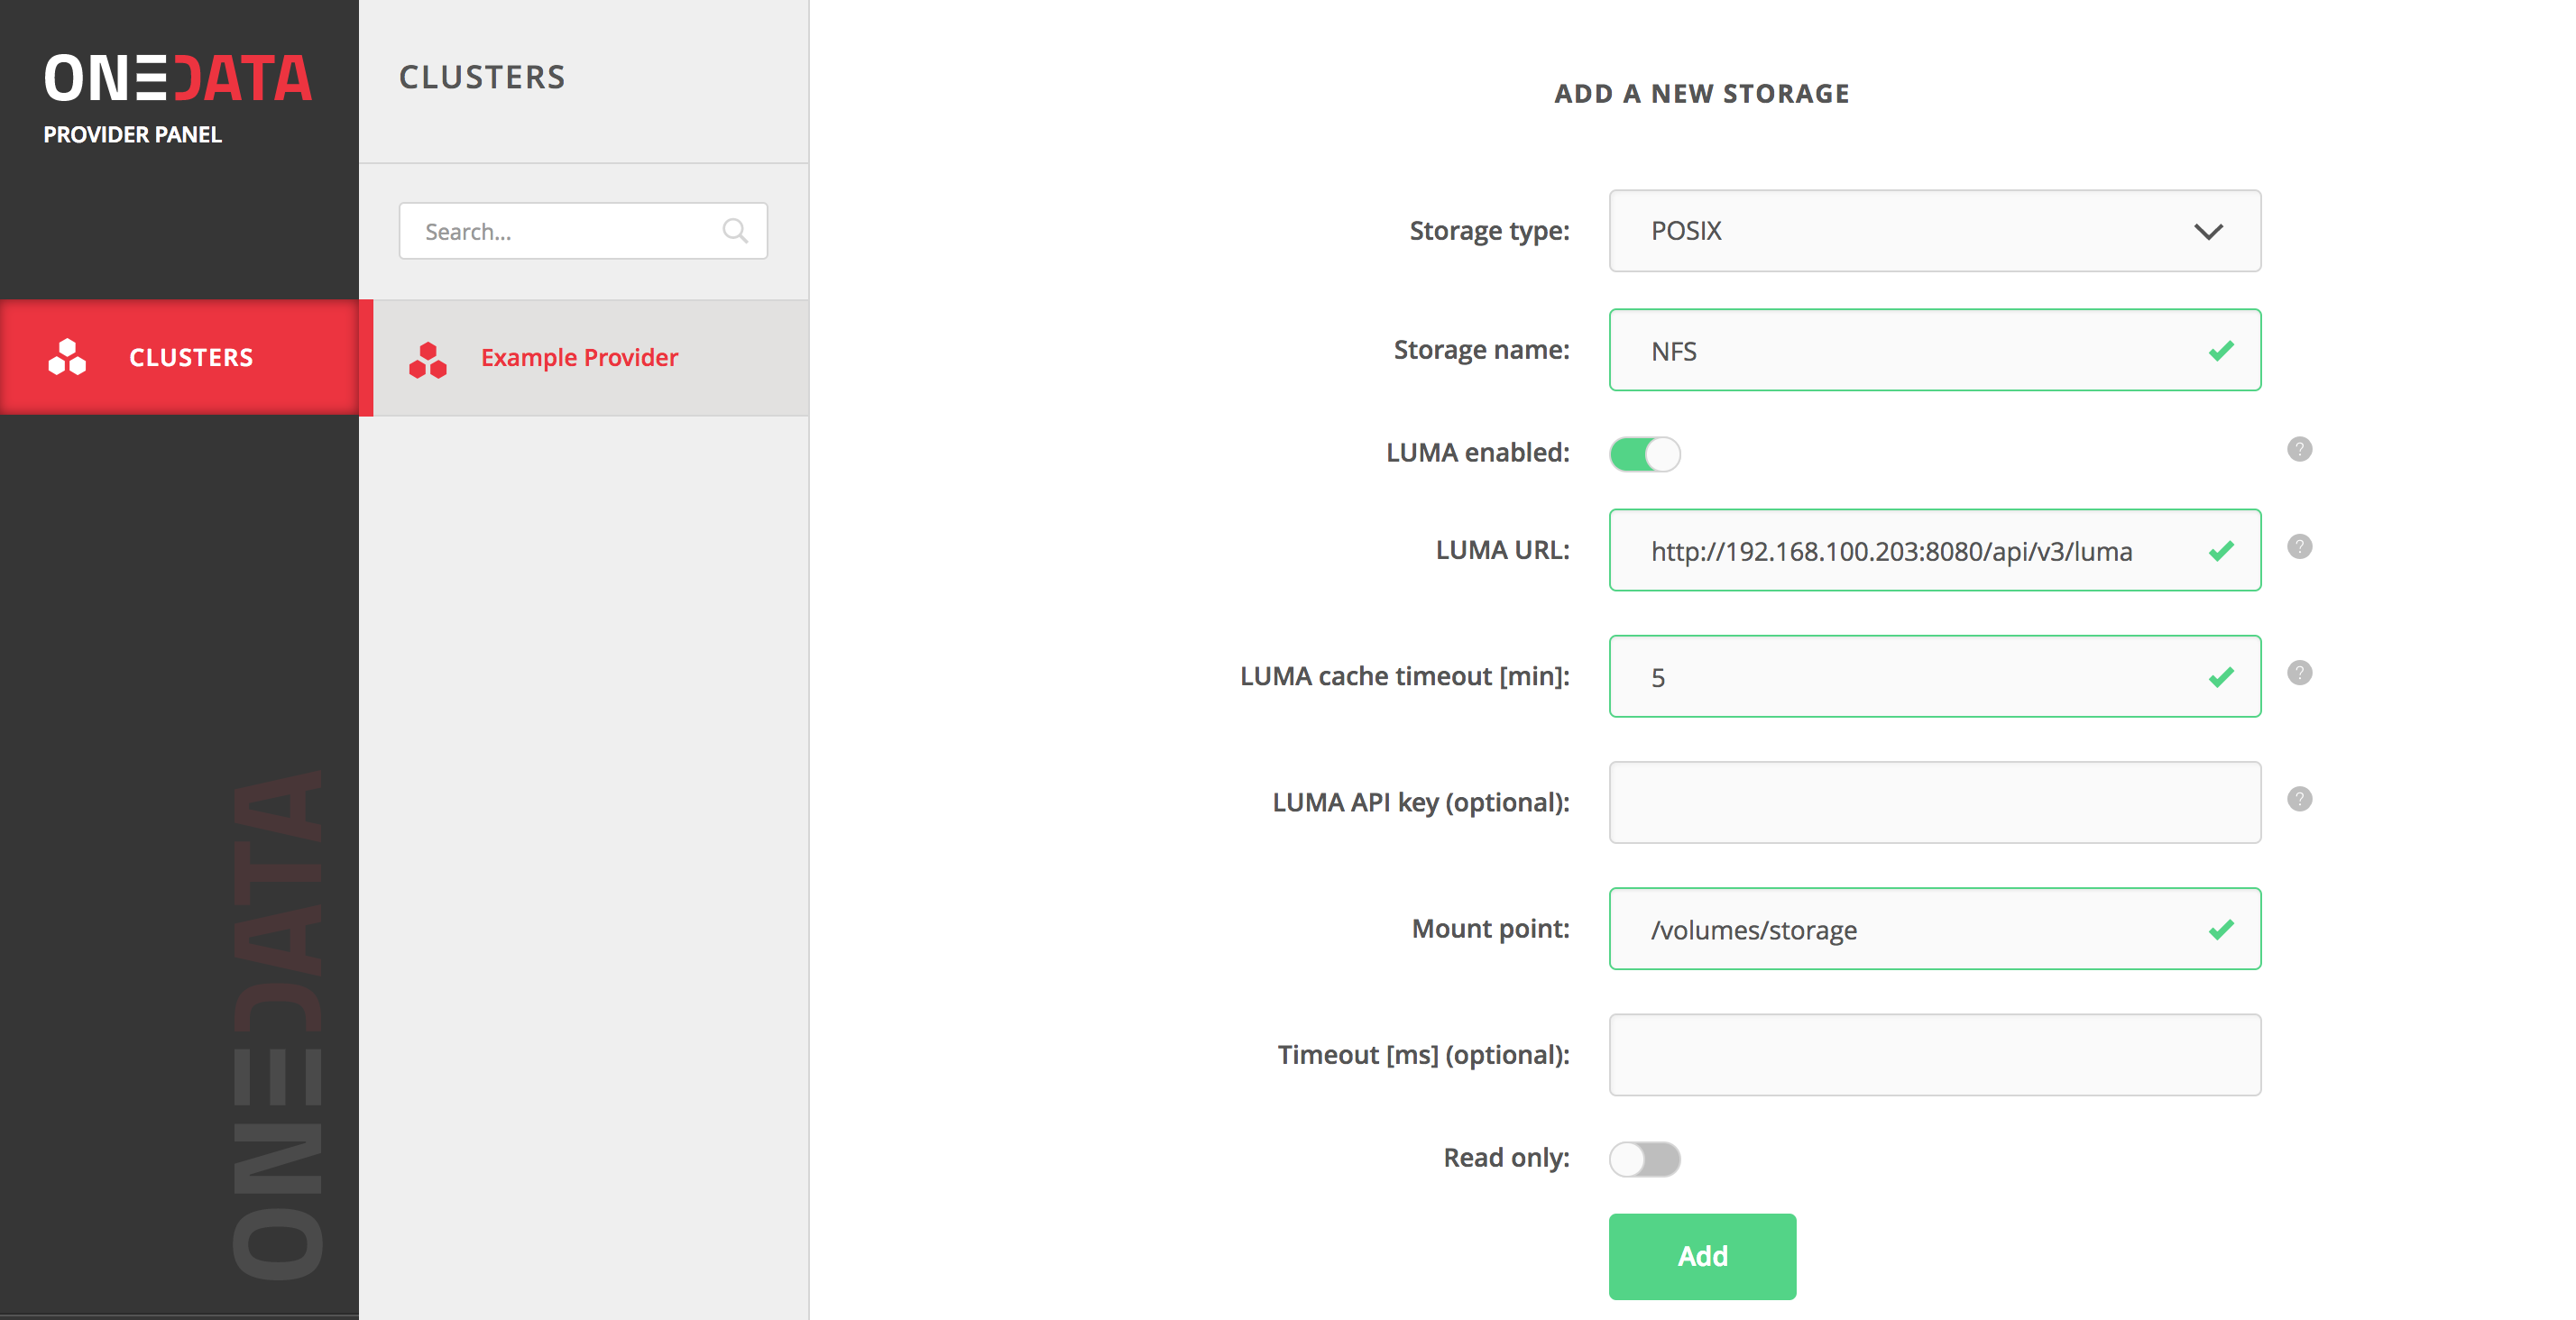 ONEDATA
PROVIDER PANEL
CLUSTERS
ONEDATA
CLUSTERS
Search...
Example Provider
ADD A NEW STORAGE
Storage type: POSIX
Storage name: NFS
LUMA enabled: ?
LUMA URL: http://192.168.100.203:8080/api/v3/luma ?
LUMA cache timeout [min]: 5 ?
LUMA API key (optional): ?
Mount point: /volumes/storage
Timeout [ms] (optional):
Read only:
Add